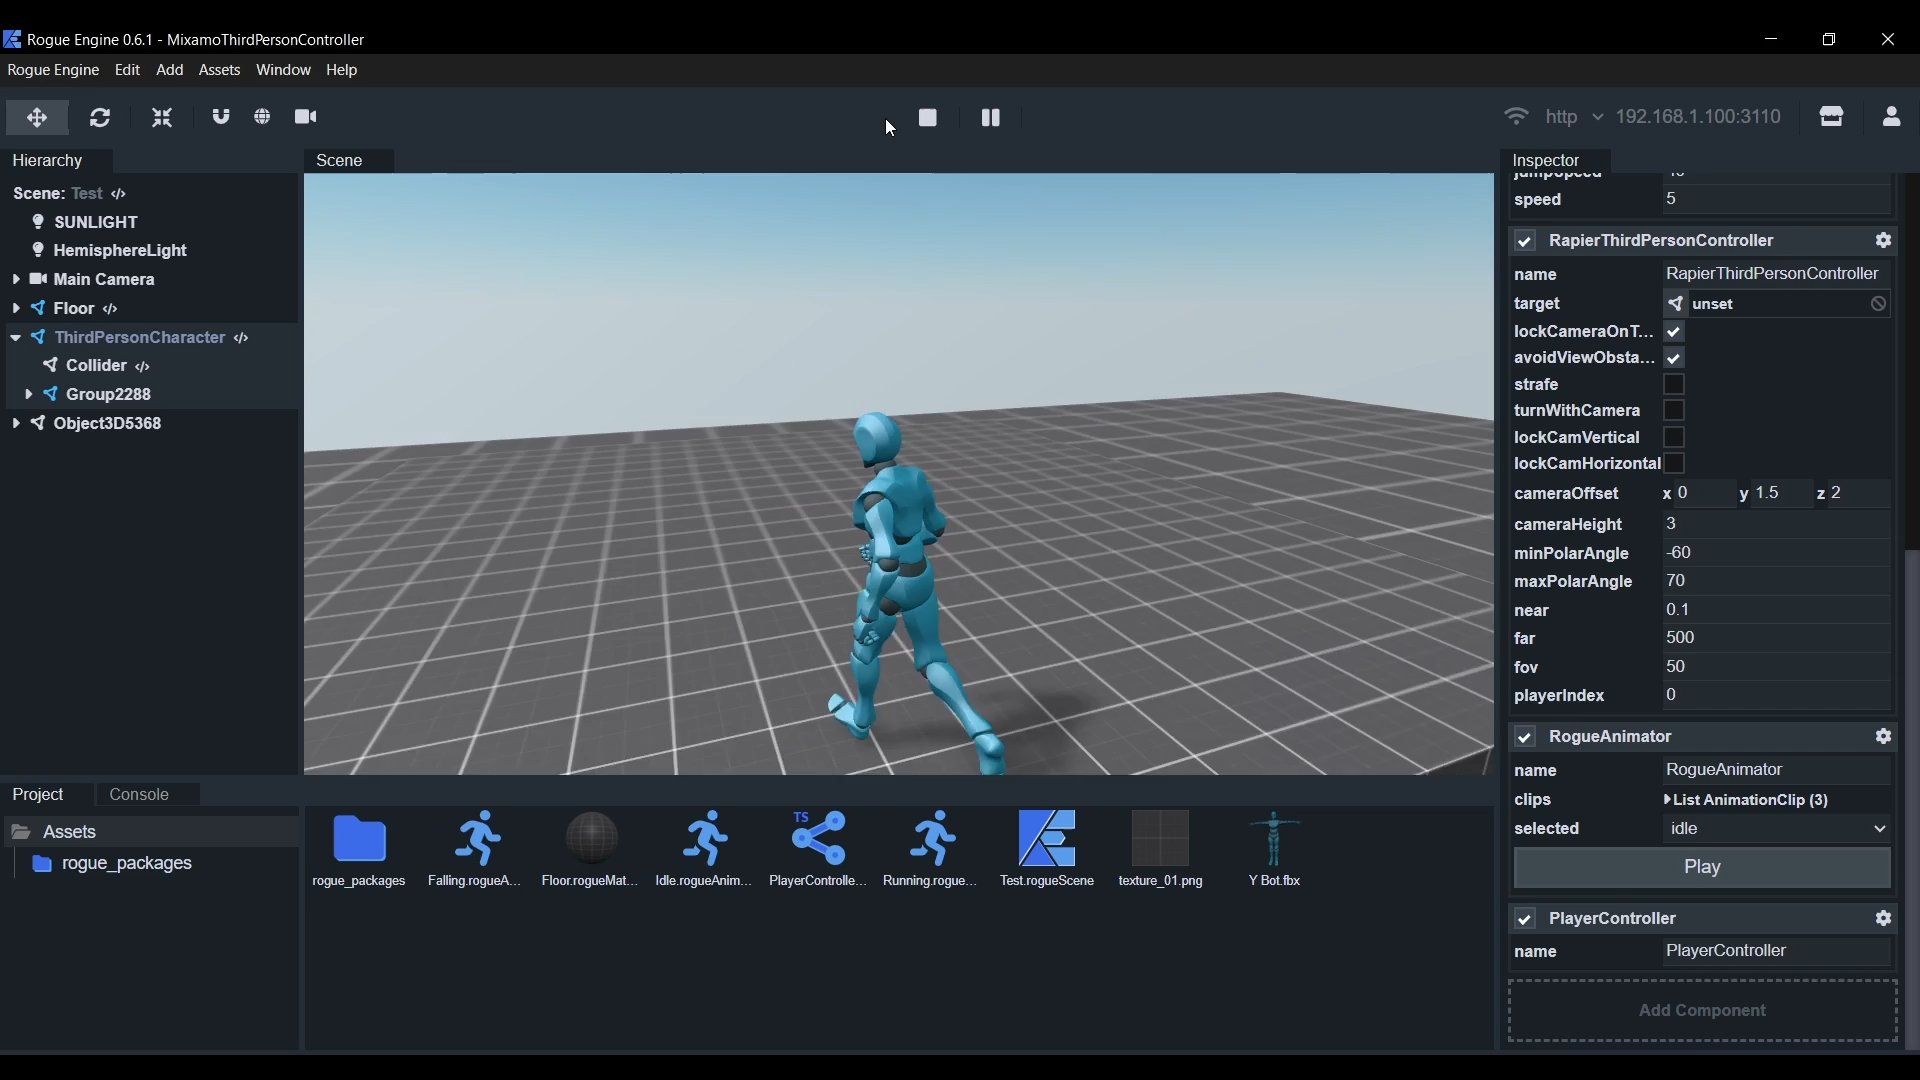 Rogue Engine 0.6.1 - MixamoThirdPersonController
Rogue Engine Edit Add Assets Window Help
http 192.168.1.100:3110
Hierarchy
Scene: Test </>
SUNLIGHT
HemisphereLight
Main Camera
Floor </>
ThirdPersonCharacter </>
Collider </>
Group2288
Object3D5368
Scene
Inspector
speed 5
RapierThirdPersonController
name RapierThirdPersonController
target unset
lockCameraOnT...
avoidViewObsta...
strafe
turnWithCamera
lockCamVertical
lockCamHorizontal
cameraOffset x 0 y 1.5 z 2
cameraHeight 3
minPolarAngle -60
maxPolarAngle 70
near 0.1
far 500
fov 50
playerIndex 0
RogueAnimator
name RogueAnimator
clips List AnimationClip (3)
selected idle
Play
PlayerController
name PlayerController
Add Component
Project Console
Assets
rogue_packages
TS
rogue_packages Falling.rogueA... Floor.rogueMat... Idle.rogueAnim... PlayerControlle... Running.rogue... Test.rogueScene texture_01.png Y Bot.fbx